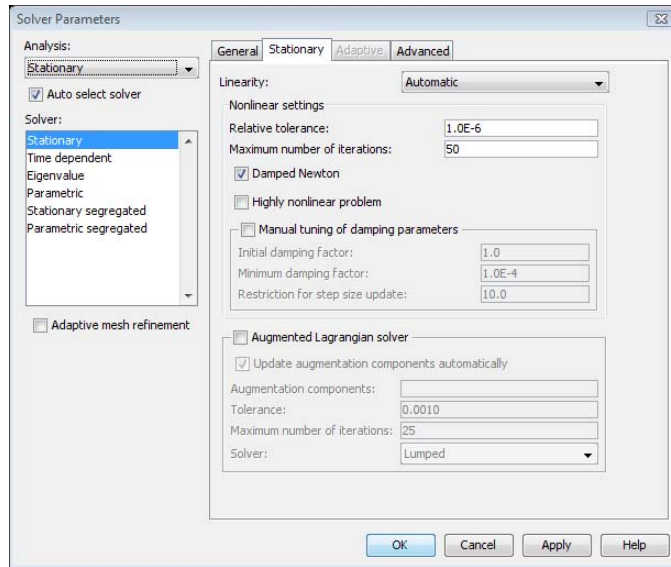 Solver Parameters
Analysis:
Stationary
Auto select solver
Solver:
Stationary
Time dependent
Eigenvalue
Parametric
Stationary segregated
Parametric segregated
Adaptive mesh refinement
General Stationary Adaptive Advanced
Linearity: Automatic
Nonlinear settings
Relative tolerance: 1.0E-6
Maximum number of iterations: 50
Damped Newton
Highly nonlinear problem
Manual tuning of damping parameters
Initial damping factor: 1.0
Minimum damping factor: 1.0E-4
Restriction for step size update: 10.0
Augmented Lagrangian solver
Update augmentation components automatically
Augmentation components:
Tolerance: 0.0010
Maximum number of iterations: 25
Solver: Lumped
OK Cancel Apply Help